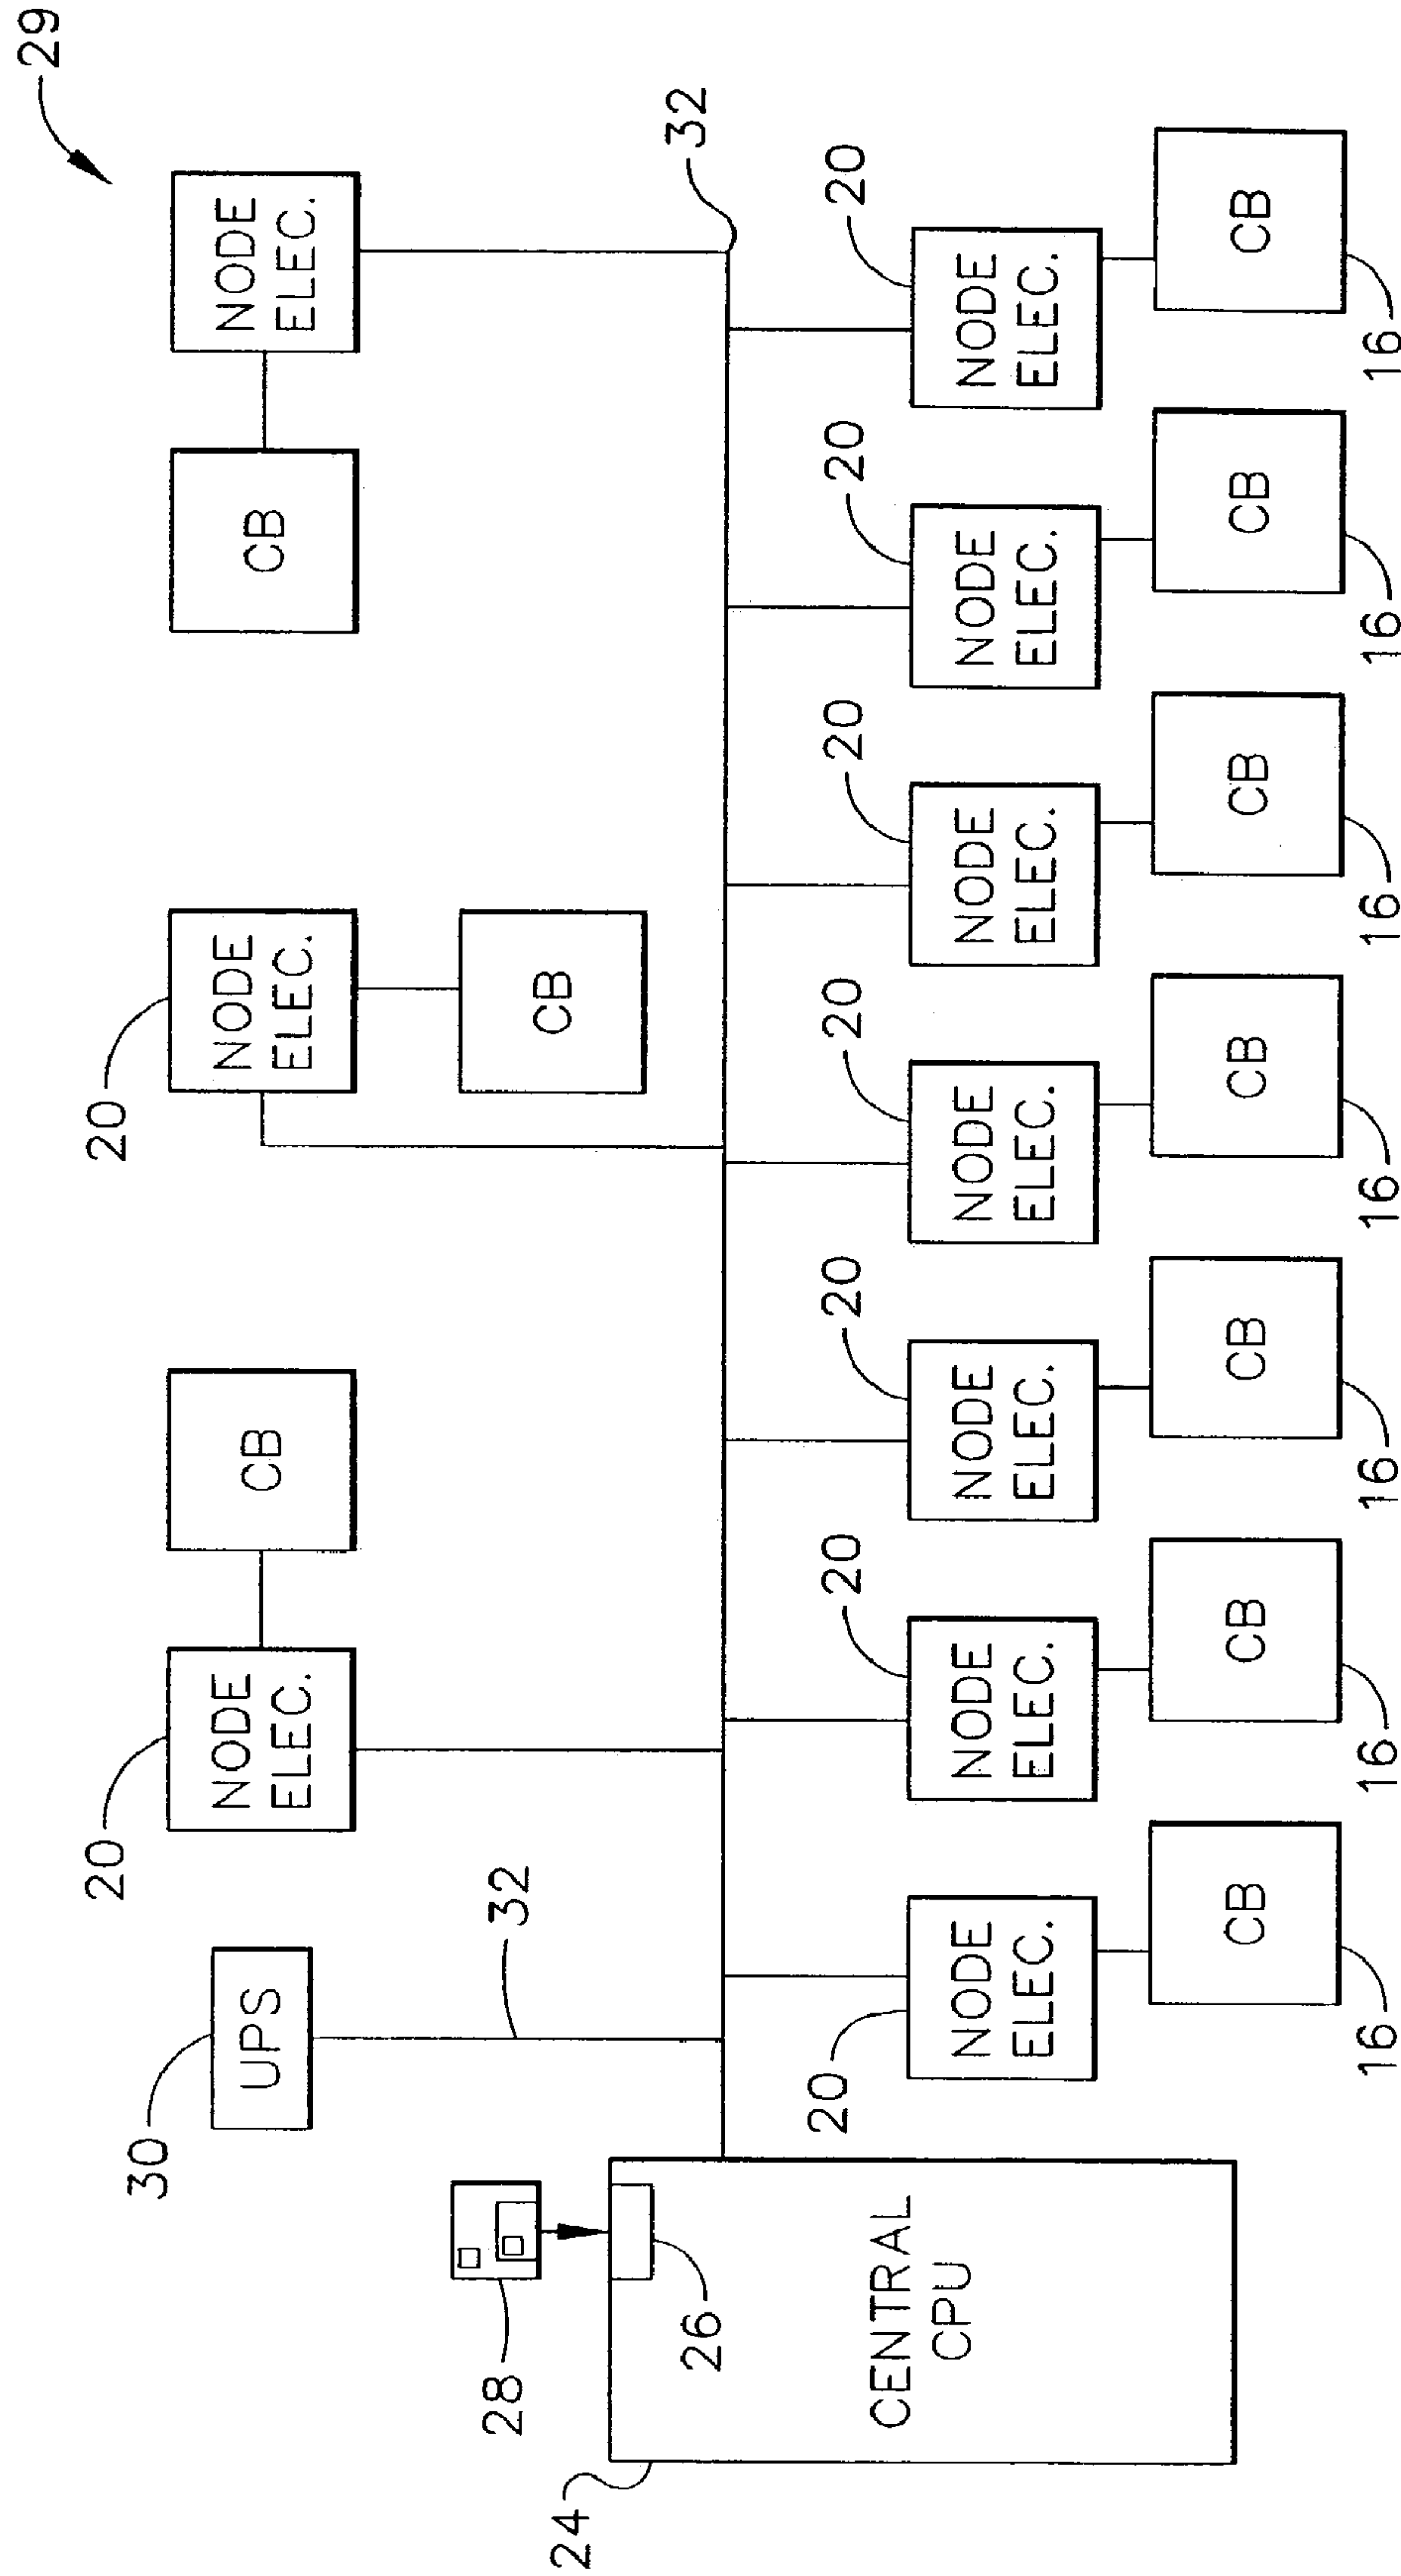 29
30
UPS
20
NODE
ELEC.
CB
20
NODE
ELEC.
CB
CB
NODE
ELEC.
28
32
32
24
26
CENTRAL
CPU
20
NODE
ELEC.
20
NODE
ELEC.
20
NODE
ELEC.
20
NODE
ELEC.
20
NODE
ELEC.
20
NODE
ELEC.
20
NODE
ELEC.
CB
CB
CB
CB
CB
CB
CB
16
16
16
16
16
16
16